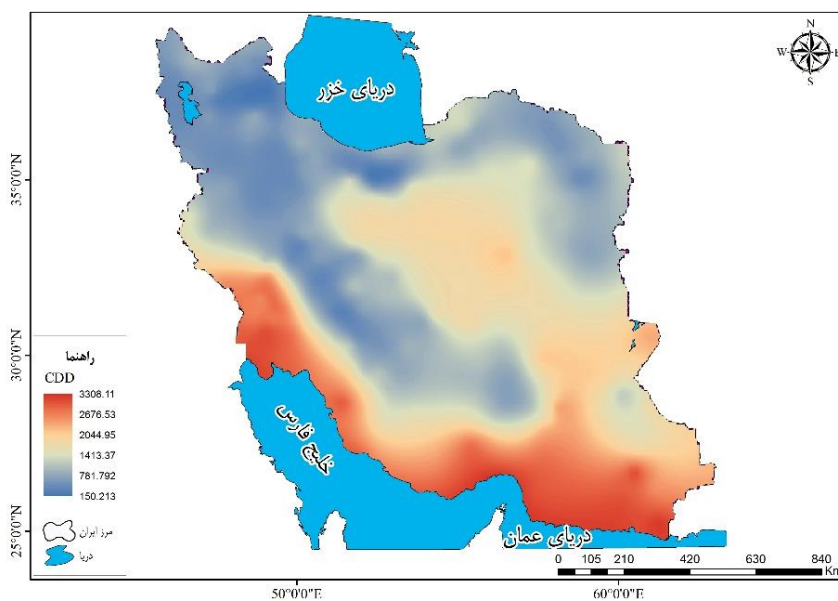 N
W E
S
دریای خزر
35°0'0"N
30°0'0"N
25°0'0"N
خلیج فارس
دریای عمان
راهنما
CDD
3308.11
2676.53
2044.95
1413.37
781.792
150.213
مرز ایران
دریا
0 105 210 420 630 840
Km
50°0'0"E 60°0'0"E